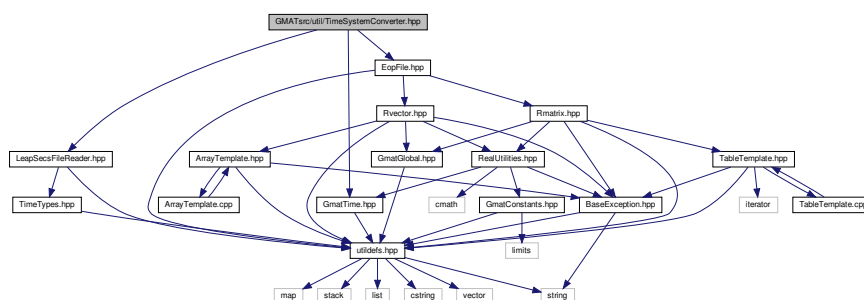 GMATsrc/util/TimeSystemConverter.hpp
EopFile.hpp
Rvector.hpp
Rmatrix.hpp
LeapSecsFileReader.hpp
ArrayTemplate.hpp
GmatGlobal.hpp
RealUtilities.hpp
TableTemplate.hpp
TimeTypes.hpp
ArrayTemplate.cpp
GmatTime.hpp
cmath
GmatConstants.hpp
BaseException.hpp
iterator
TableTemplate.cpp
utildefs.hpp
limits
map
stack
list
cstring
vector
string